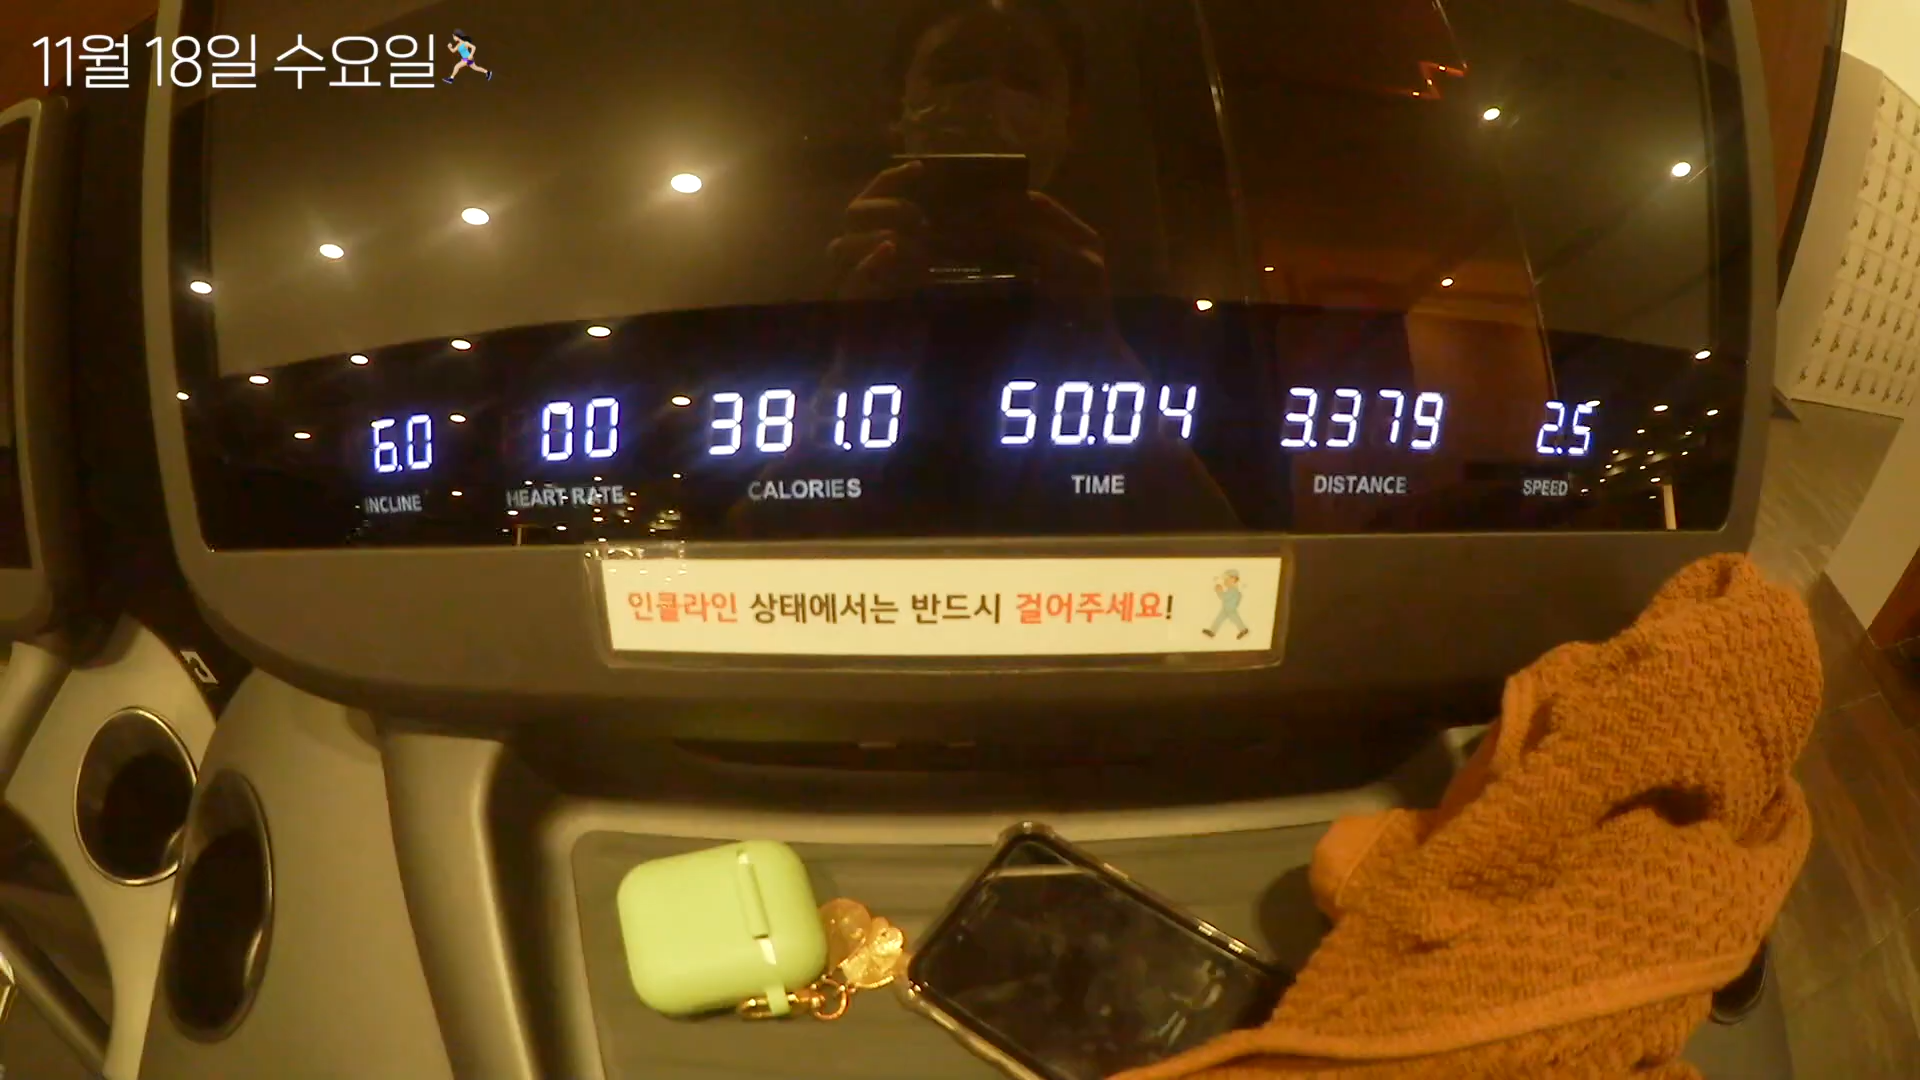 11월 18일 수요일
6.0 00 381.0 50:04 3.379 2.5
INCLINE HEART RATE CALORIES TIME DISTANCE SPEED
인클라인 상태에서는 반드시 걸어주세요!